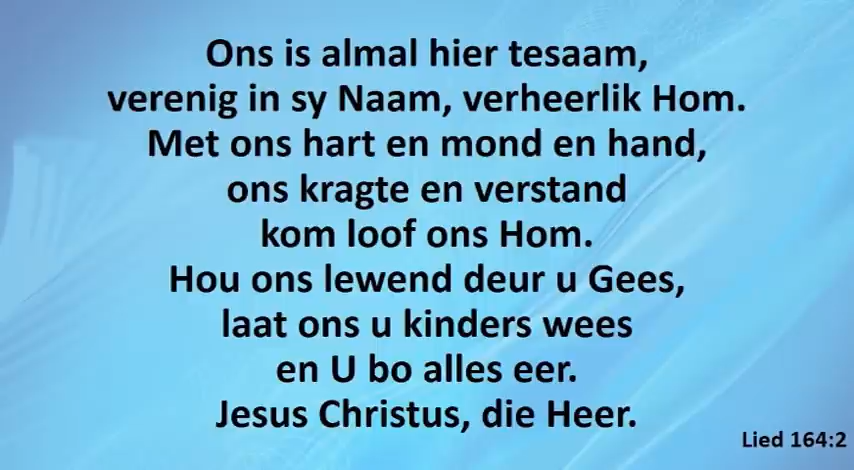 Ons is almal hier tesaam,
verenig in sy Naam, verheerlik Hom.
Met ons hart en mond en hand,
ons kragte en verstand
kom loof ons Hom.
Hou ons lewend deur u Gees,
laat ons u kinders wees
en U bo alles eer.
Jesus Christus, die Heer.
Lied 164:2